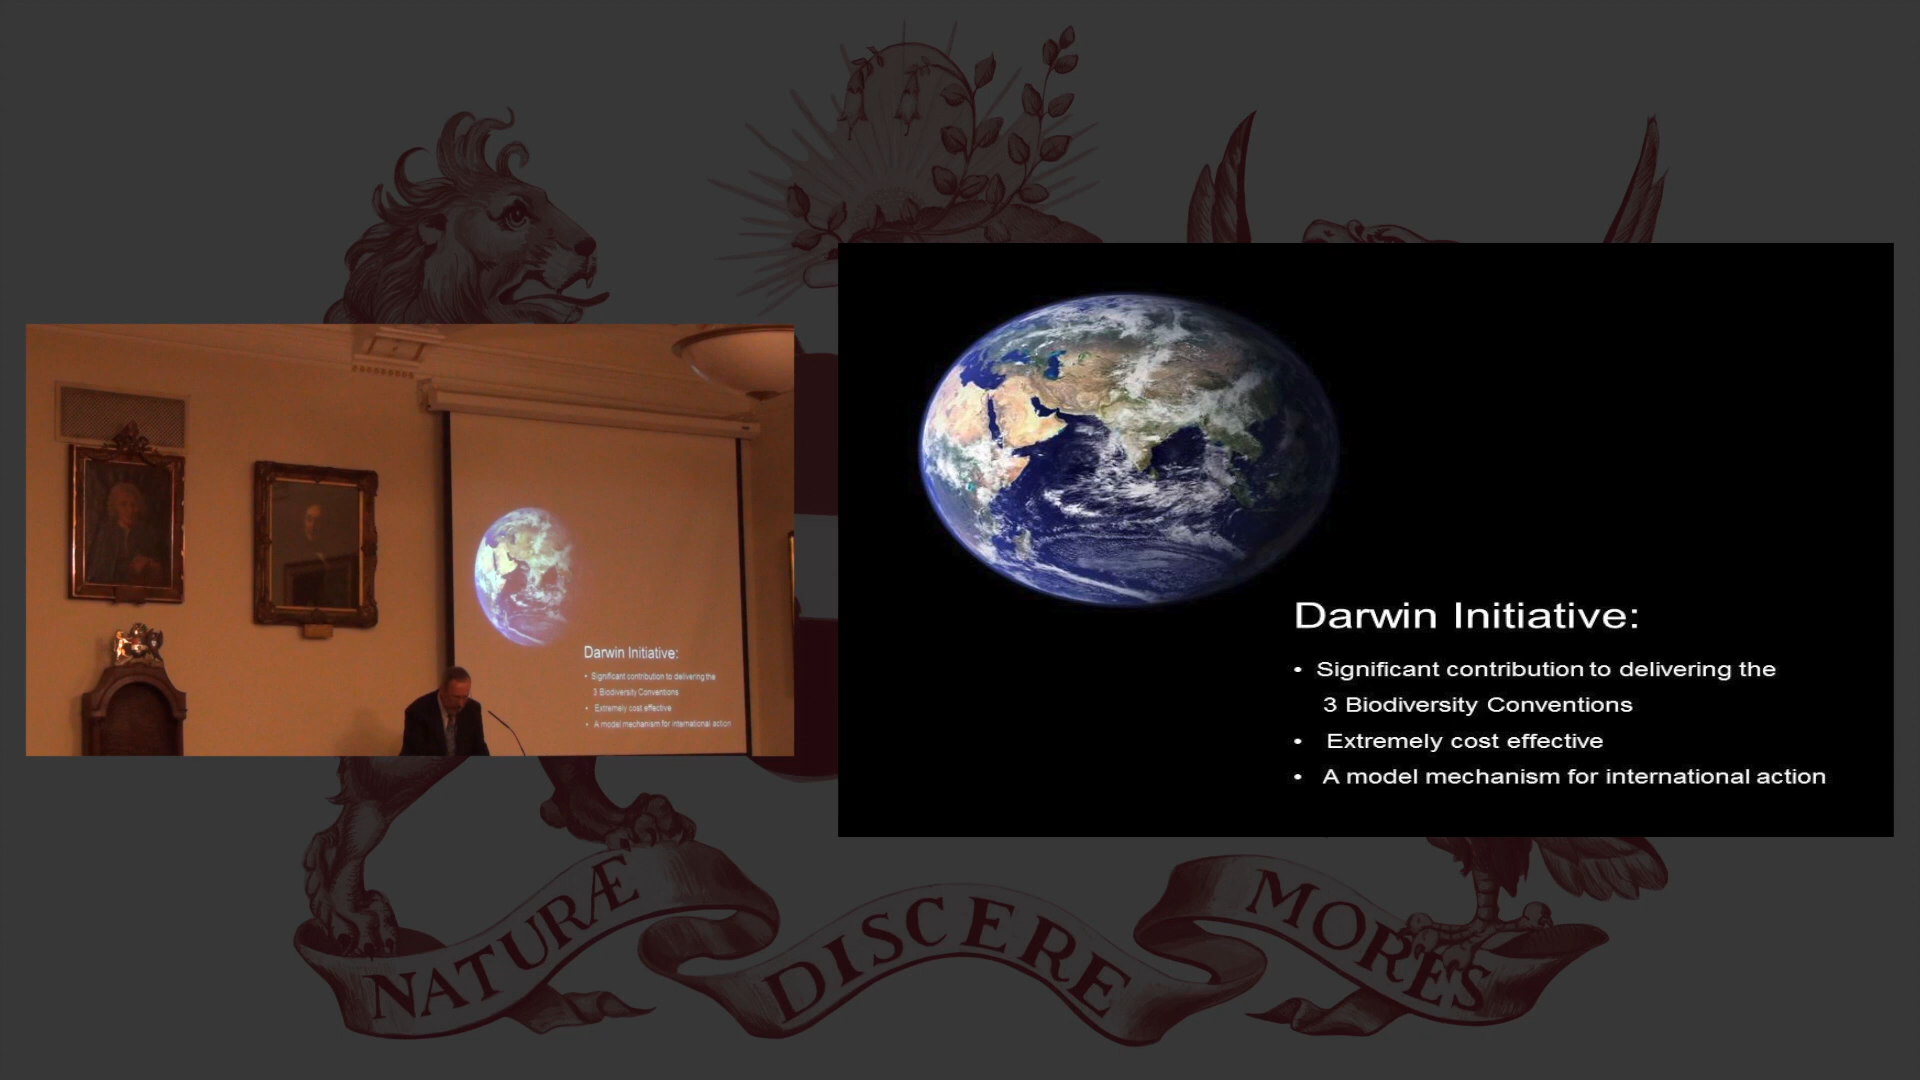 Darwin Initiative:
• Significant contribution to delivering the
3 Biodiversity Conventions
• Extremely cost effective
• A model mechanism for international action
Darwin Initiative:
• Significant contribution to delivering the
3 Biodiversity Conventions
• Extremely cost effective
• A model mechanism for international action
NATURÆ DISCERE MORES